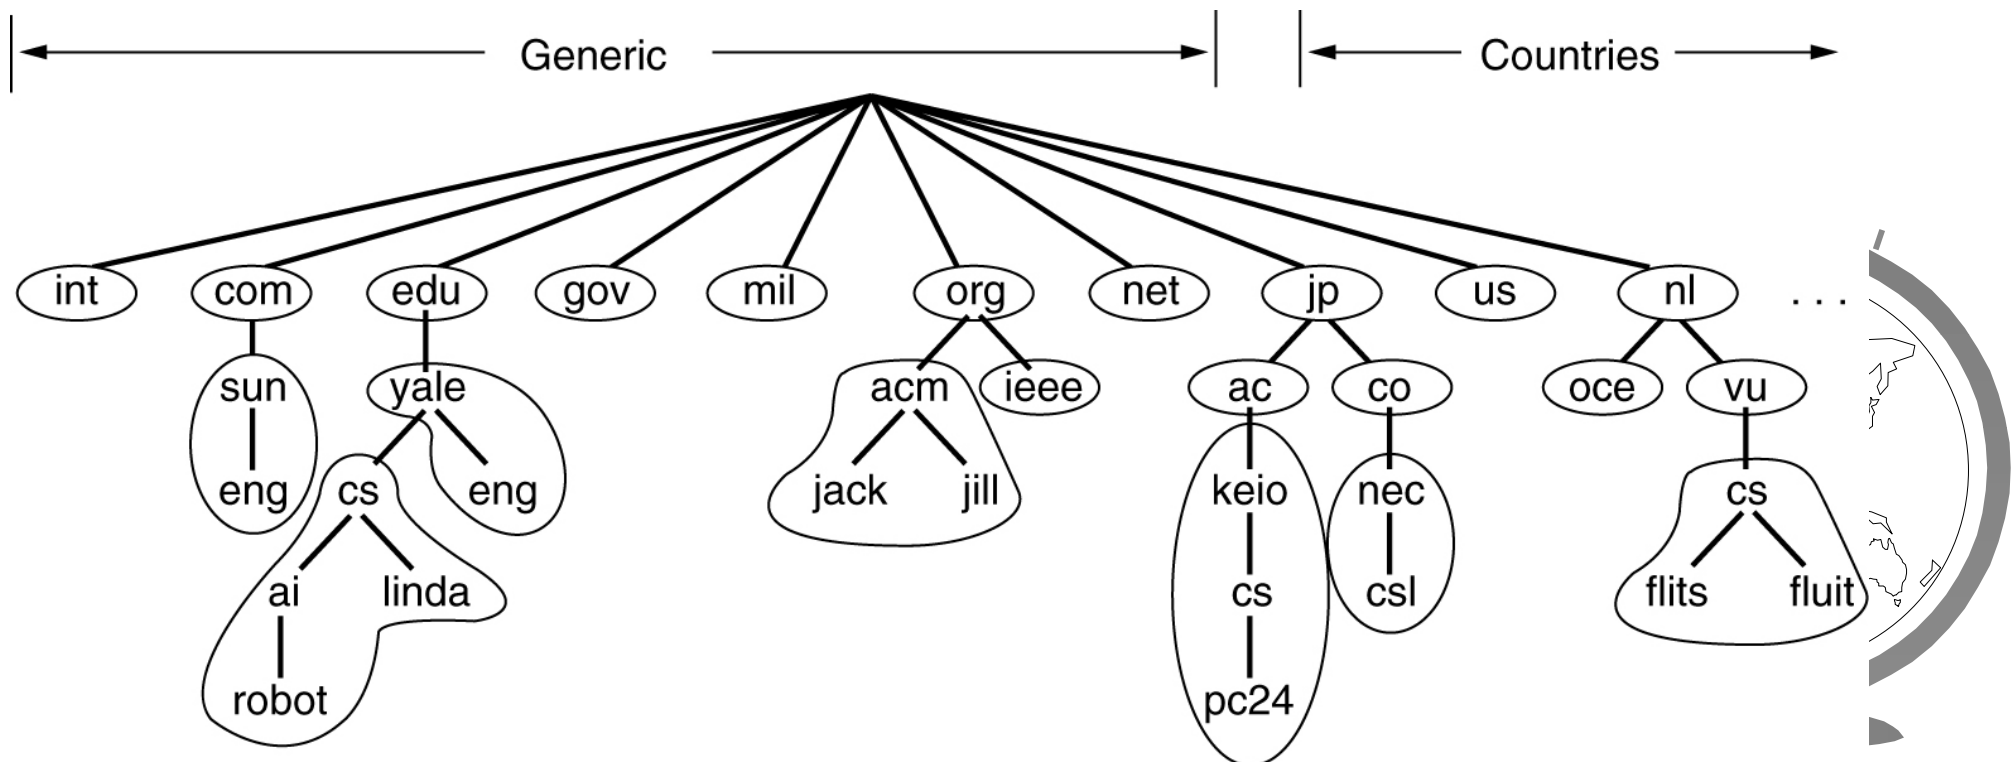 Generic Countries
int com edu gov mil org net jp us nl ...
sun yale acm ieee ac co oce vu
eng cs eng jack jill keio nec cs
ai linda cs csl flits fluit
robot pc24